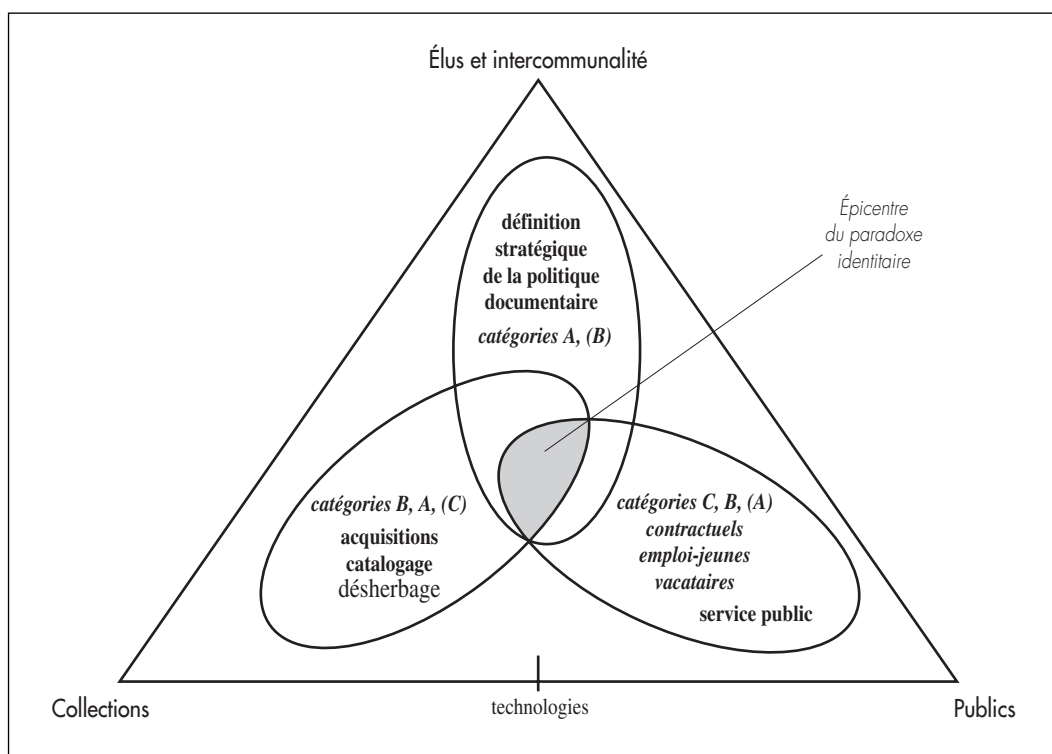 Élus et intercommunalité
Épicentre
du paradoxe
identitaire
définition
stratégique
de la politique
documentaire
catégories A, (B)
catégories B, A, (C)
acquisitions
catalogage
désherbage
catégories C, B, (A)
contractuels
emploi-jeunes
vacataires
service public
Collections
technologies
Publics